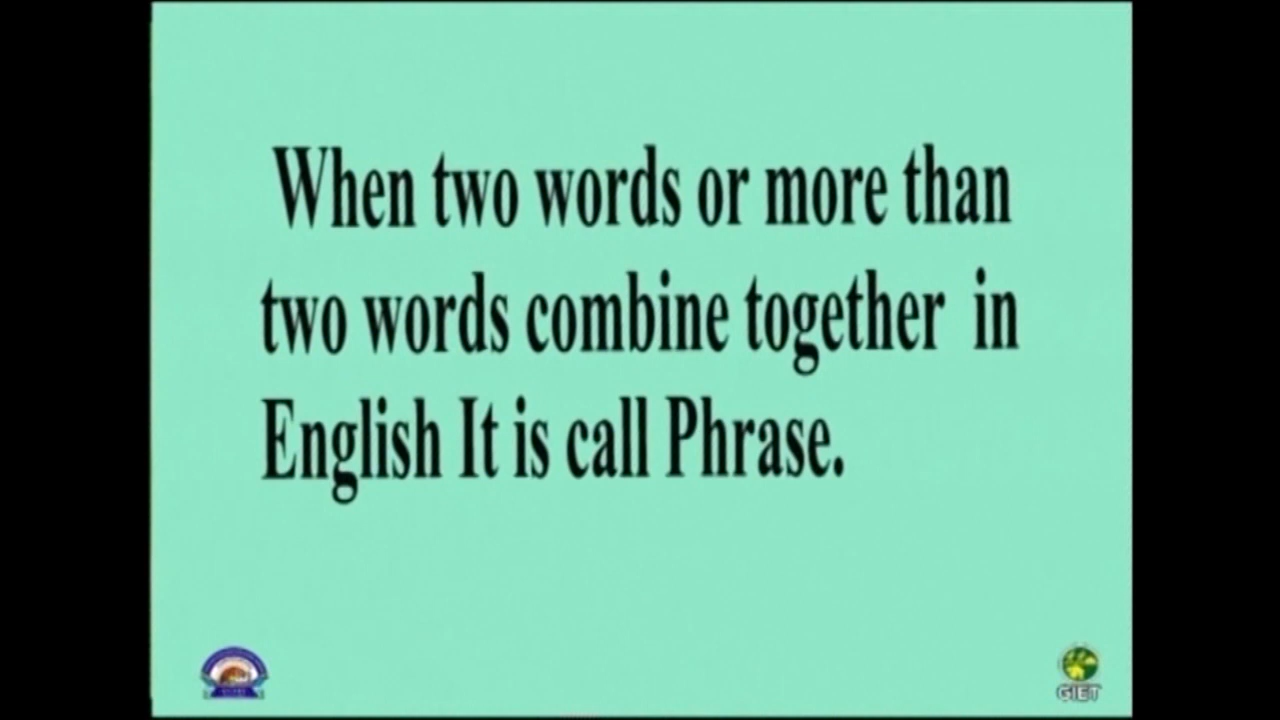 When two words or more than
two words combine together in
English It is call Phrase.
GIET